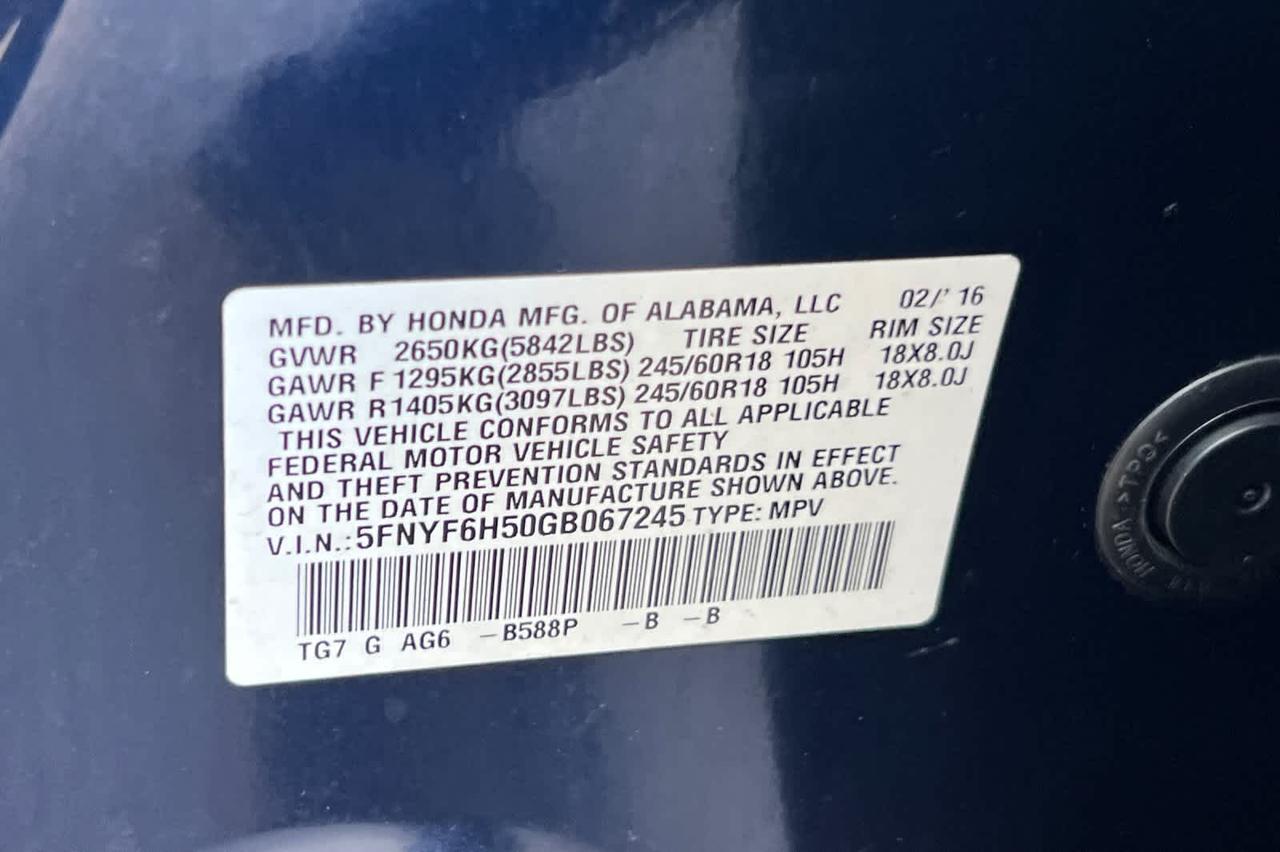 MFD. BY HONDA MFG. OF ALABAMA, LLC 02/' 16
GVWR 2650KG(5842LBS) TIRE SIZE RIM SIZE
GAWR F 1295KG(2855LBS) 245/60R18 105H 18X8.0J
GAWR R1405KG(3097LBS) 245/60R18 105H 18X8.0J
THIS VEHICLE CONFORMS TO ALL APPLICABLE
FEDERAL MOTOR VEHICLE SAFETY
AND THEFT PREVENTION STANDARDS IN EFFECT
ON THE DATE OF MANUFACTURE SHOWN ABOVE.
V.I.N.:5FNYF6H50GB067245 TYPE: MPV
TG7 G AG6 -B588P -B -B
HONDA >TPO<